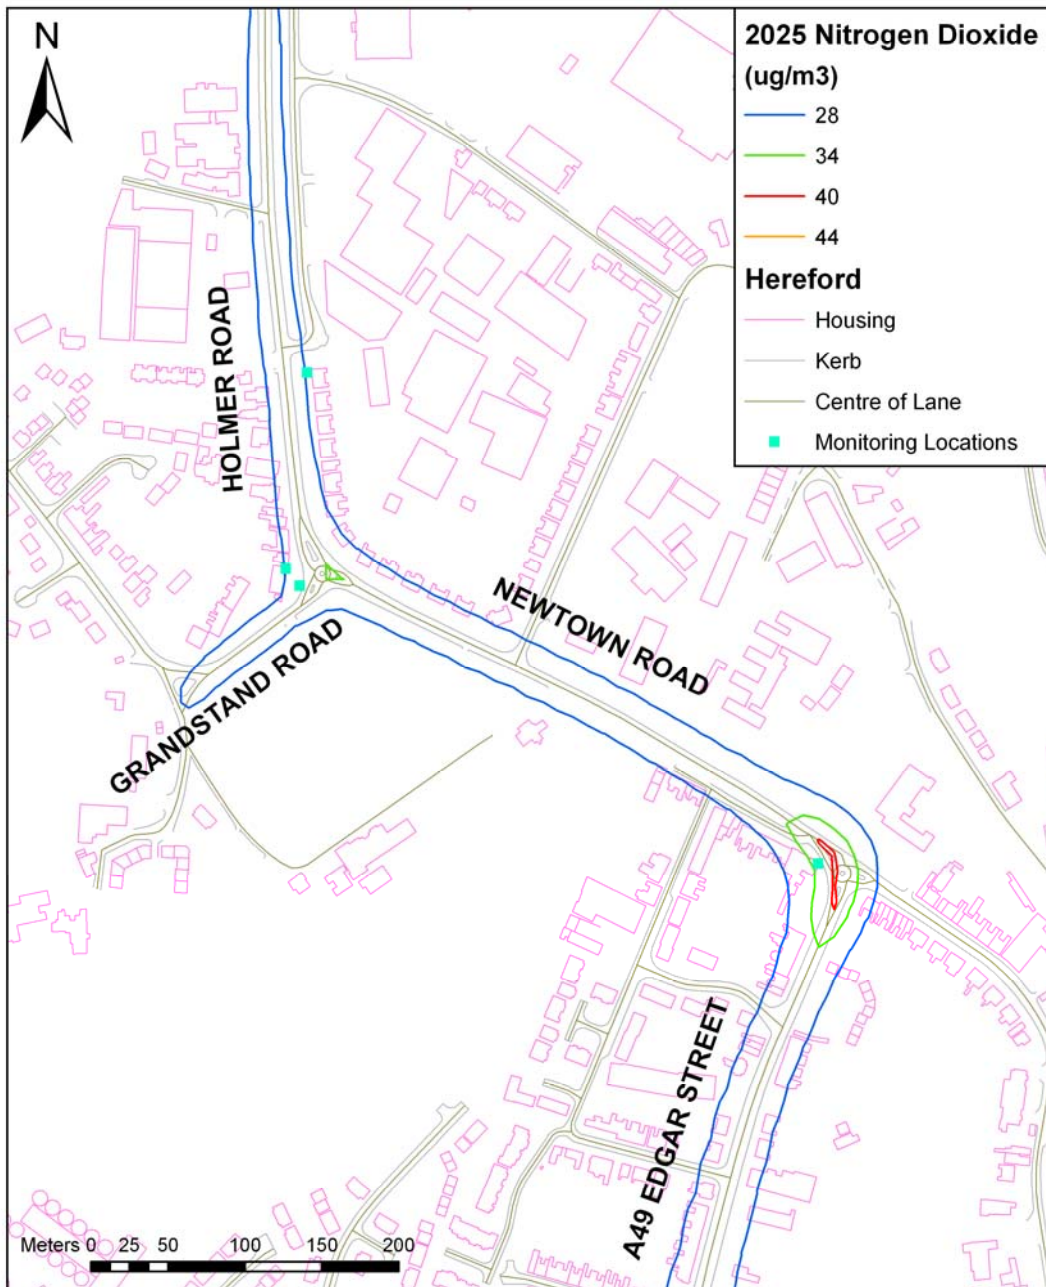 N
2025 Nitrogen Dioxide
(ug/m3)
28
34
40
44
Hereford
Housing
Kerb
Centre of Lane
Monitoring Locations
HOLMER ROAD
NEWTOWN ROAD
GRANDSTAND ROAD
A49 EDGAR STREET
Meters 0 25 50 100 150 200